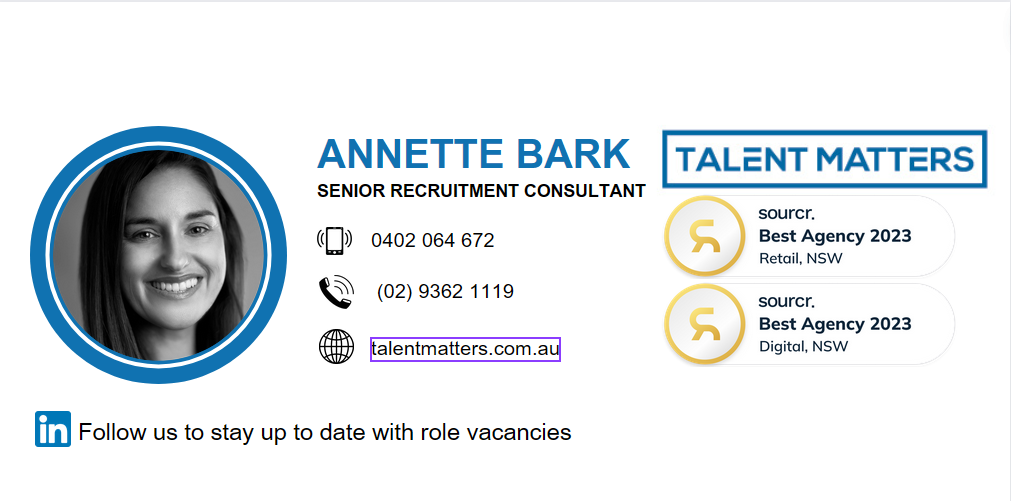 ANNETTE BARK
SENIOR RECRUITMENT CONSULTANT
0402 064 672
(02) 9362 1119
talentmatters.com.au
TALENT MATTERS
sourcr.
Best Agency 2023
Retail, NSW
sourcr.
Best Agency 2023
Digital, NSW
in
Follow us to stay up to date with role vacancies